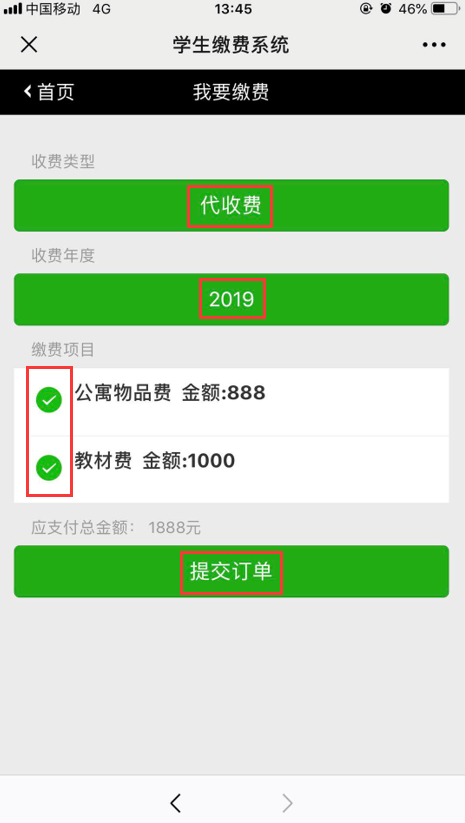 中国移动 4G 13:45 46%
学生缴费系统
首页 我要缴费
收费类型
代收费
收费年度
2019
缴费项目
公寓物品费 金额:888
教材费 金额:1000
应支付总金额: 1888元
提交订单